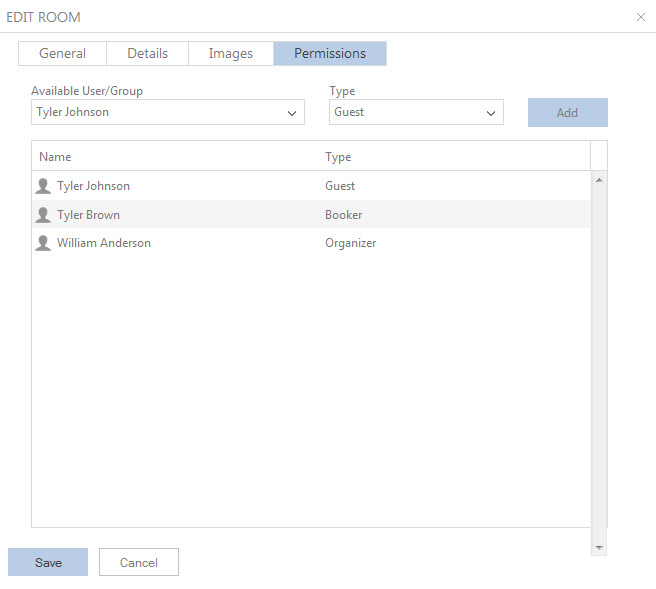 EDIT ROOM
General Details Images Permissions
Available User/Group Type
Tyler Johnson Guest Add
Name Type
Tyler Johnson Guest
Tyler Brown Booker
William Anderson Organizer
Save Cancel